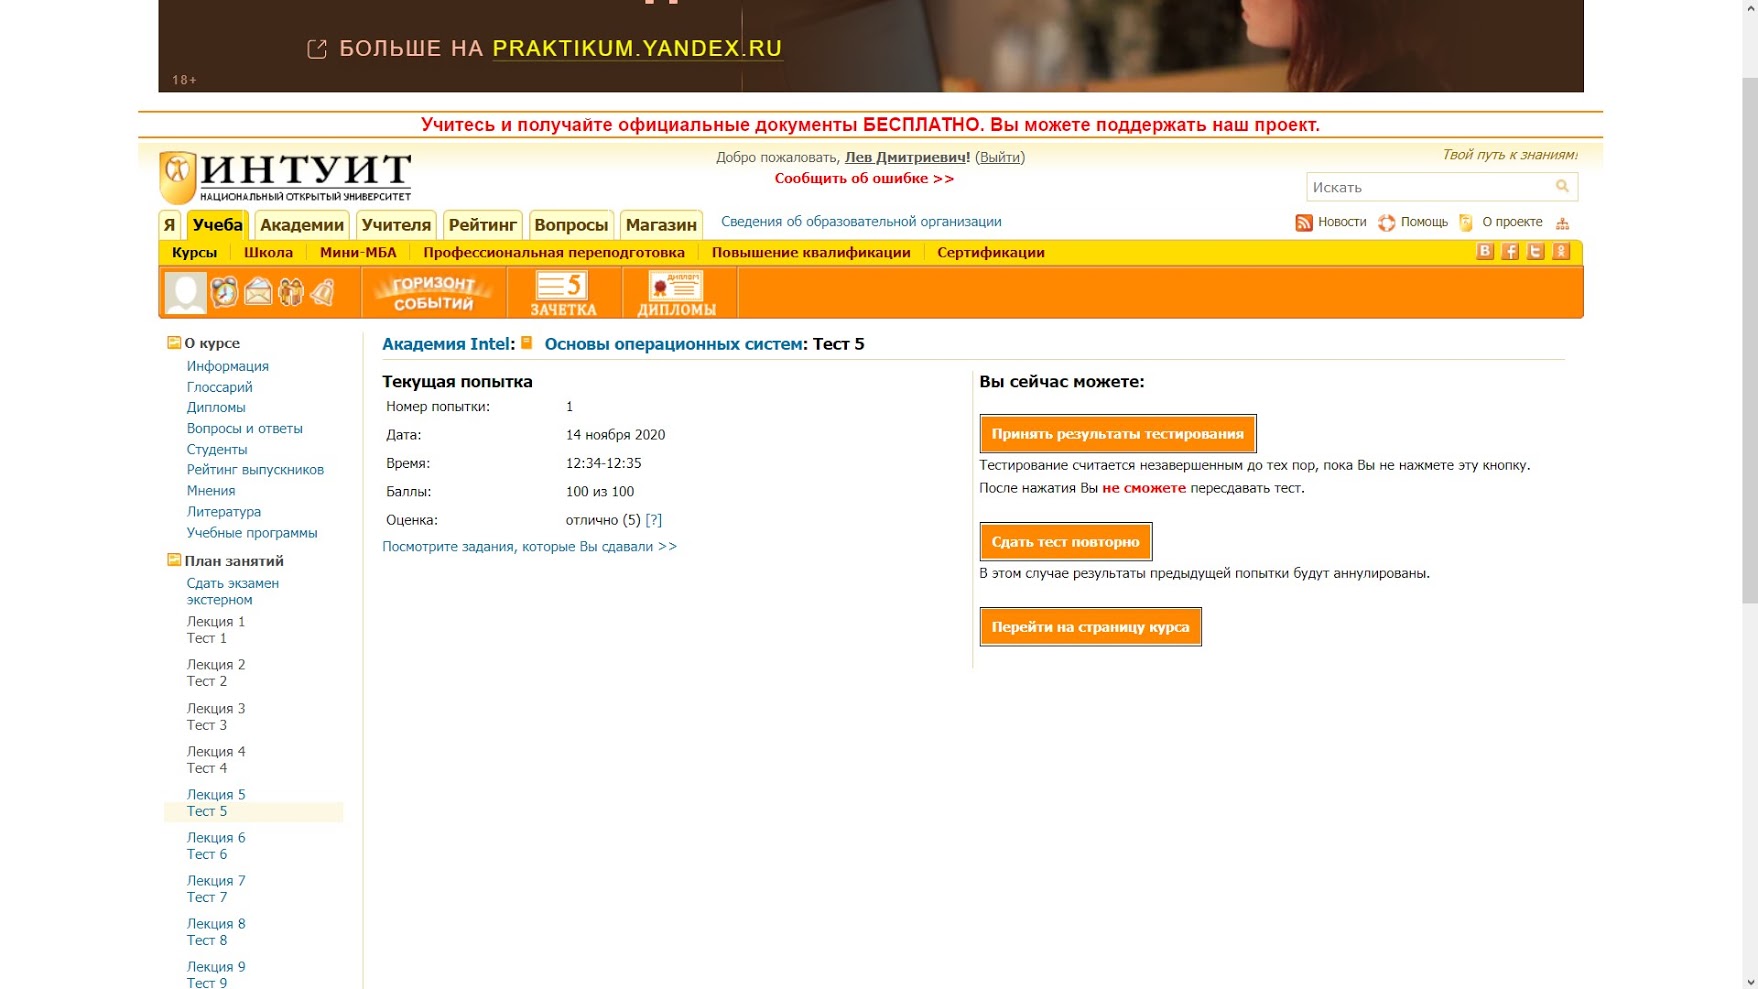 БОЛЬШЕ НА PRAKTIKUM.YANDEX.RU
18+
Учитесь и получайте официальные документы БЕСПЛАТНО. Вы можете поддержать наш проект.
ИНТУИТ
НАЦИОНАЛЬНЫЙ ОТКРЫТЫЙ УНИВЕРСИТЕТ
Добро пожаловать, Лев Дмитриевич! (Выйти)
Сообщить об ошибке >>
Твой путь к знаниям!
Искать
Я Учеба Академии Учителя Рейтинг Вопросы Магазин Сведения об образовательной организации Новости Помощь О проекте
Курсы Школа Мини-МБА Профессиональная переподготовка Повышение квалификации Сертификации
ГОРИЗОНТ СОБЫТИЙ
5 ЗАЧЕТКА
ДИПЛОМ ДИПЛОМЫ
О курсе
Информация
Глоссарий
Дипломы
Вопросы и ответы
Студенты
Рейтинг выпускников
Мнения
Литература
Учебные программы
План занятий
Сдать экзамен
экстерном
Лекция 1
Тест 1
Лекция 2
Тест 2
Лекция 3
Тест 3
Лекция 4
Тест 4
Лекция 5
Тест 5
Лекция 6
Тест 6
Лекция 7
Тест 7
Лекция 8
Тест 8
Лекция 9
Тест 9
Академия Intel: Основы операционных систем: Тест 5
Текущая попытка
Номер попытки: 1
Дата: 14 ноября 2020
Время: 12:34-12:35
Баллы: 100 из 100
Оценка: отлично (5) [?]
Посмотрите задания, которые Вы сдавали >>
Вы сейчас можете:
Принять результаты тестирования
Тестирование считается незавершенным до тех пор, пока Вы не нажмете эту кнопку.
После нажатия Вы не сможете пересдавать тест.
Сдать тест повторно
В этом случае результаты предыдущей попытки будут аннулированы.
Перейти на страницу курса